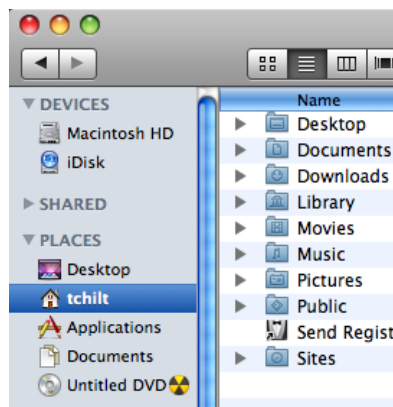 DEVICES
Macintosh HD
iDisk
SHARED
PLACES
Desktop
tchilt
Applications
Documents
Untitled DVD
Name
Desktop
Documents
Downloads
Library
Movies
Music
Pictures
Public
Send Regist
Sites